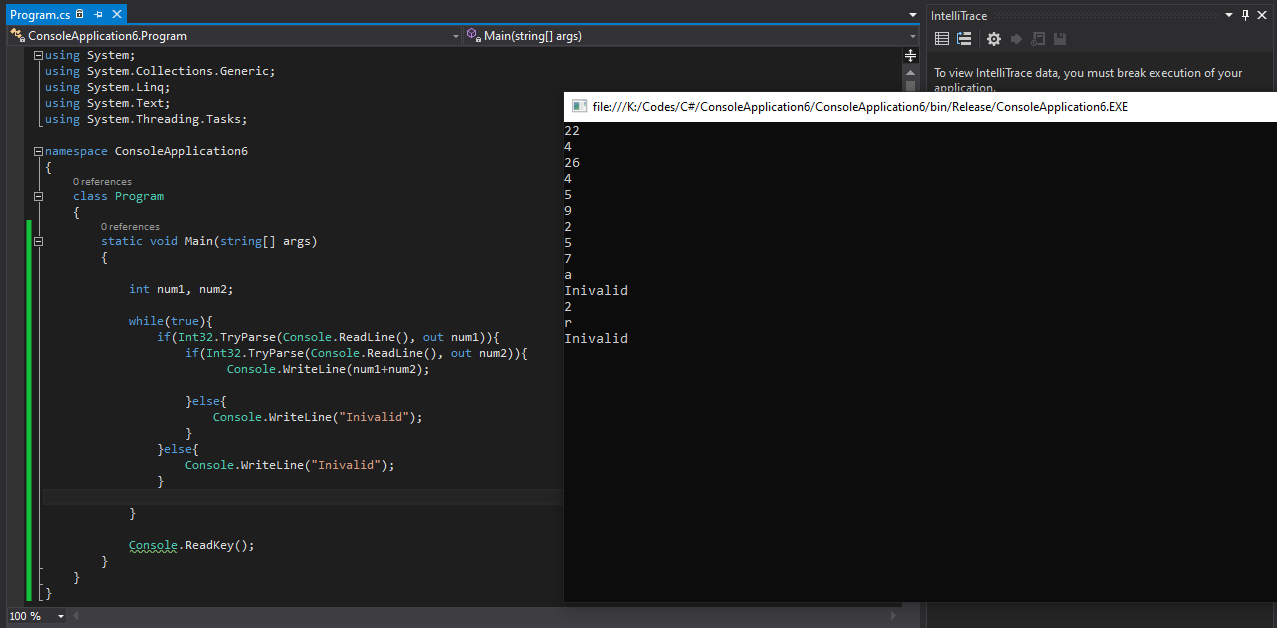 Program.cs
ConsoleApplication6.Program
Main(string[] args)
using System;
using System.Collections.Generic;
using System.Linq;
using System.Text;
using System.Threading.Tasks;
namespace ConsoleApplication6
{
0 references
class Program
{
0 references
static void Main(string[] args)
{
int num1, num2;
while(true){
if(Int32.TryParse(Console.ReadLine(), out num1)){
if(Int32.TryParse(Console.ReadLine(), out num2)){
Console.WriteLine(num1+num2);
}else{
Console.WriteLine("Inivalid");
}
}else{
Console.WriteLine("Inivalid");
}
}
Console.ReadKey();
}
}
}
100 %
IntelliTrace
To view IntelliTrace data, you must break execution of your
application.
file:///K:/Codes/C#/ConsoleApplication6/ConsoleApplication6/bin/Release/ConsoleApplication6.EXE
22
4
26
4
5
9
2
5
7
a
Inivalid
2
r
Inivalid